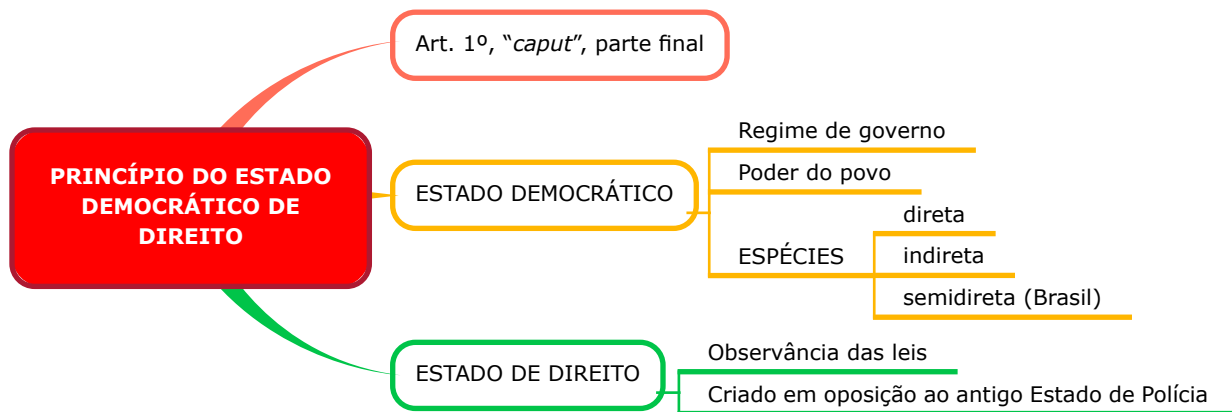 Art. 1º, “caput”, parte final
PRINCÍPIO DO ESTADO
DEMOCRÁTICO DE
DIREITO
ESTADO DEMOCRÁTICO
Regime de governo
Poder do povo
ESPÉCIES
direta
indireta
semidireta (Brasil)
ESTADO DE DIREITO
Observância das leis
Criado em oposição ao antigo Estado de Polícia